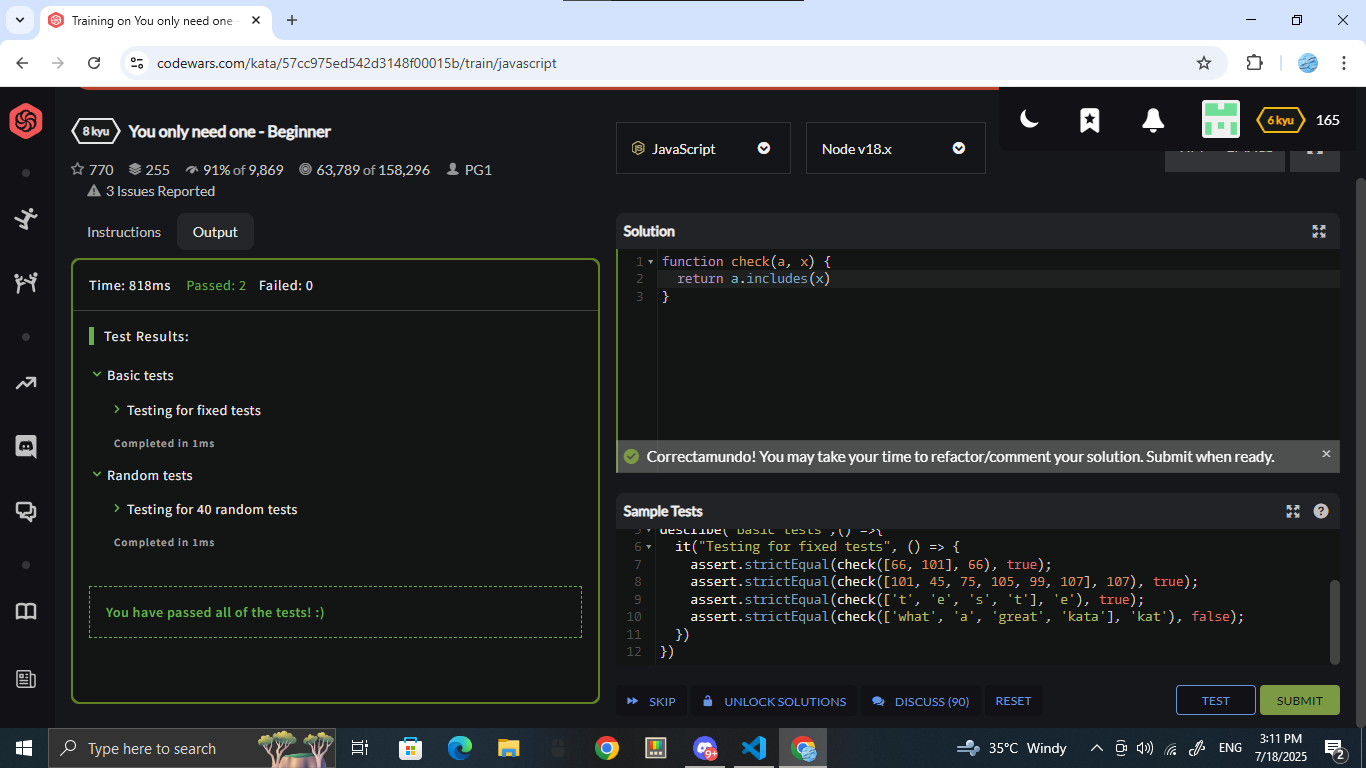 Training on You only need one -
codewars.com/kata/57cc975ed542d3148f00015b/train/javascript
8 kyu You only need one - Beginner
6 kyu 165
770 255 91% of 9,869 63,789 of 158,296 PG1
3 Issues Reported
JavaScript
Node v18.x
Instructions Output
Time: 818ms Passed: 2 Failed: 0
Test Results:
Basic tests
Testing for fixed tests
Completed in 1ms
Random tests
Testing for 40 random tests
Completed in 1ms
You have passed all of the tests! :)
Solution
1 function check(a, x) {
2 return a.includes(x)
3 }
Correctamundo! You may take your time to refactor/comment your solution. Submit when ready.
Sample Tests
5 describe("Basic tests",() =>{
6 it("Testing for fixed tests", () => {
7 assert.strictEqual(check([66, 101], 66), true);
8 assert.strictEqual(check([101, 45, 75, 105, 99, 107], 107), true);
9 assert.strictEqual(check(['t', 'e', 's', 't'], 'e'), true);
10 assert.strictEqual(check(['what', 'a', 'great', 'kata'], 'kat'), false);
11 })
12 })
SKIP UNLOCK SOLUTIONS DISCUSS (90) RESET TEST SUBMIT
Type here to search
9+
35°C Windy
ENG
3:11 PM
7/18/2025
2